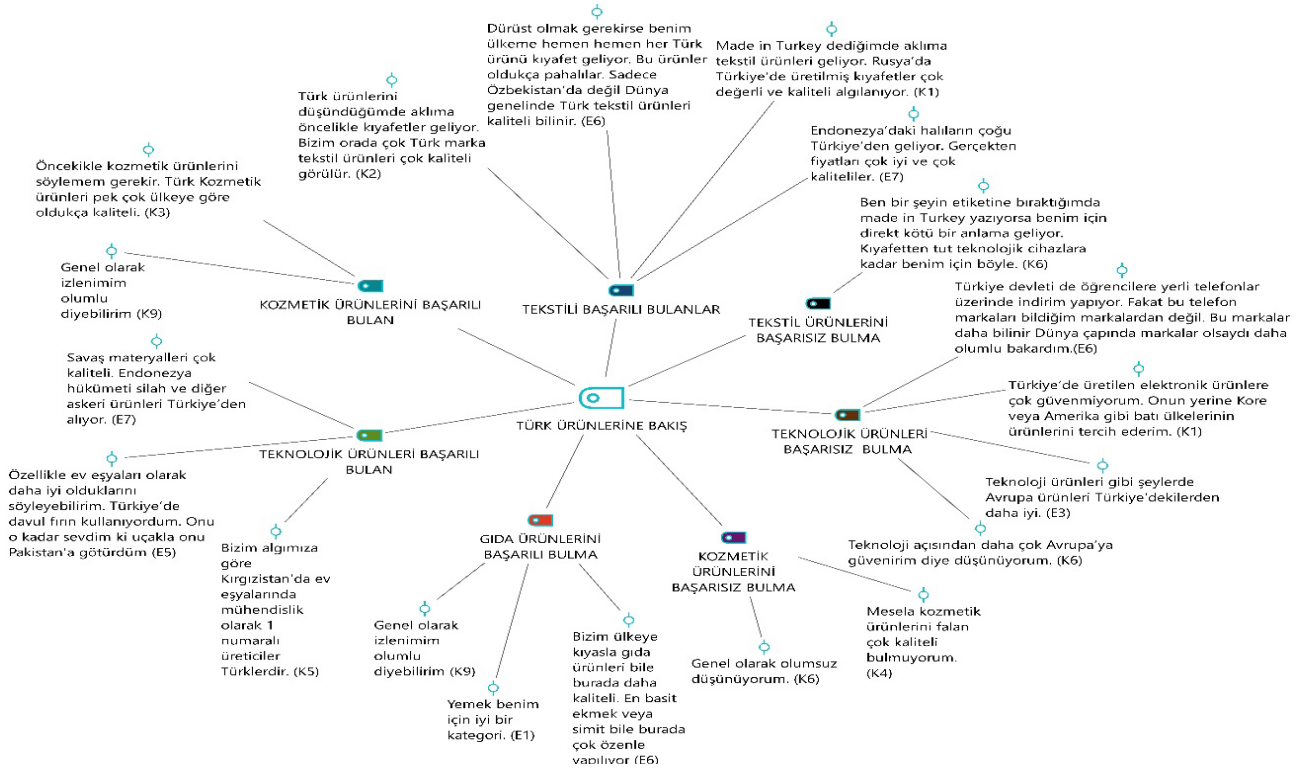 Dürüst olmak gerekirse benim
ülkeme hemen hemen her Türk
ürünü kıyafet geliyor. Bu ürünler
oldukça pahalılar. Sadece
Özbekistan'da değil Dünya
genelinde Türk tekstil ürünleri
kaliteli bilinir. (E6)
Made in Turkey dediğimde aklıma
tekstil ürünleri geliyor. Rusya'da
Türkiye'de üretilmiş kıyafetler çok
değerli ve kaliteli algılanıyor. (K1)
Türk ürünlerini
düşündüğümde aklıma
öncelikle kıyafetler geliyor.
Bizim orada çok Türk marka
tekstil ürünleri çok kaliteli
görülür. (K2)
Endonezya'daki halıların çoğu
Türkiye'den geliyor. Gerçekten
fiyatları çok iyi ve çok
kaliteliler. (E7)
Öncekikle kozmetik ürünlerini
söylemem gerekir. Türk Kozmetik
ürünleri pek çok ülkeye göre
oldukça kaliteli. (K3)
Ben bir şeyin etiketine bıraktığımda
made in Turkey yazıyorsa benim için
direkt kötü bir anlama geliyor.
Kıyafetten tut teknolojik cihazlara
kadar benim için böyle. (K6)
Genel olarak
izlenimim
olumlu
diyebilirim (K9)
KOZMETİK ÜRÜNLERİNİ BAŞARILI
BULAN
TEKSTİLİ BAŞARILI BULANLAR
TEKSTİL ÜRÜNLERİNİ
BAŞARISIZ BULMA
Türkiye devleti de öğrencilere yerli telefonlar
üzerinde indirim yapıyor. Fakat bu telefon
markaları bildiğim markalardan değil. Bu markalar
daha bilinir Dünya çapında markalar olsaydı daha
olumlu bakardım.(E6)
Savaş materyalleri çok
kaliteli. Endonezya
hükümeti silah ve diğer
askeri ürünleri Türkiye'den
alıyor. (E7)
TÜRK ÜRÜNLERİNE BAKIŞ
Türkiye'de üretilen elektronik ürünlere
çok güvenmiyorum. Onun yerine Kore
veya Amerika gibi batı ülkelerinin
ürünlerini tercih ederim. (K1)
TEKNOLOJİK ÜRÜNLERİ
BAŞARISIZ BULMA
TEKNOLOJİK ÜRÜNLERİ BAŞARILI
BULAN
Özellikle ev eşyaları olarak
daha iyi olduklarını
söyleyebilirim. Türkiye'de
davul fırın kullanıyordum. Onu
o kadar sevdim ki uçakla onu
Pakistan'a götürdüm (E5)
Teknoloji ürünleri gibi şeylerde
Avrupa ürünleri Türkiye'dekilerden
daha iyi. (E3)
Bizim algımıza
göre
Kırgızistan'da ev
eşyalarında
mühendislik
olarak 1
numaralı
üreticiler
Türklerdir. (K5)
GIDA ÜRÜNLERİNİ
BAŞARILI BULMA
KOZMETİK
ÜRÜNLERİNİ
BAŞARISIZ BULMA
Teknoloji açısından daha çok Avrupa'ya
güvenirim diye düşünüyorum. (K6)
Genel olarak
izlenimim
olumlu
diyebilirim (K9)
Yemek benim
için iyi bir
kategori. (E1)
Bizim ülkeye
kıyasla gıda
ürünleri bile
burada daha
kaliteli. En basit
ekmek veya
simit bile burada
çok özenle
yapılıyor (E6)
Genel olarak olumsuz
düşünüyorum. (K6)
Mesela kozmetik
ürünlerini falan
çok kaliteli
bulmuyorum.
(K4)